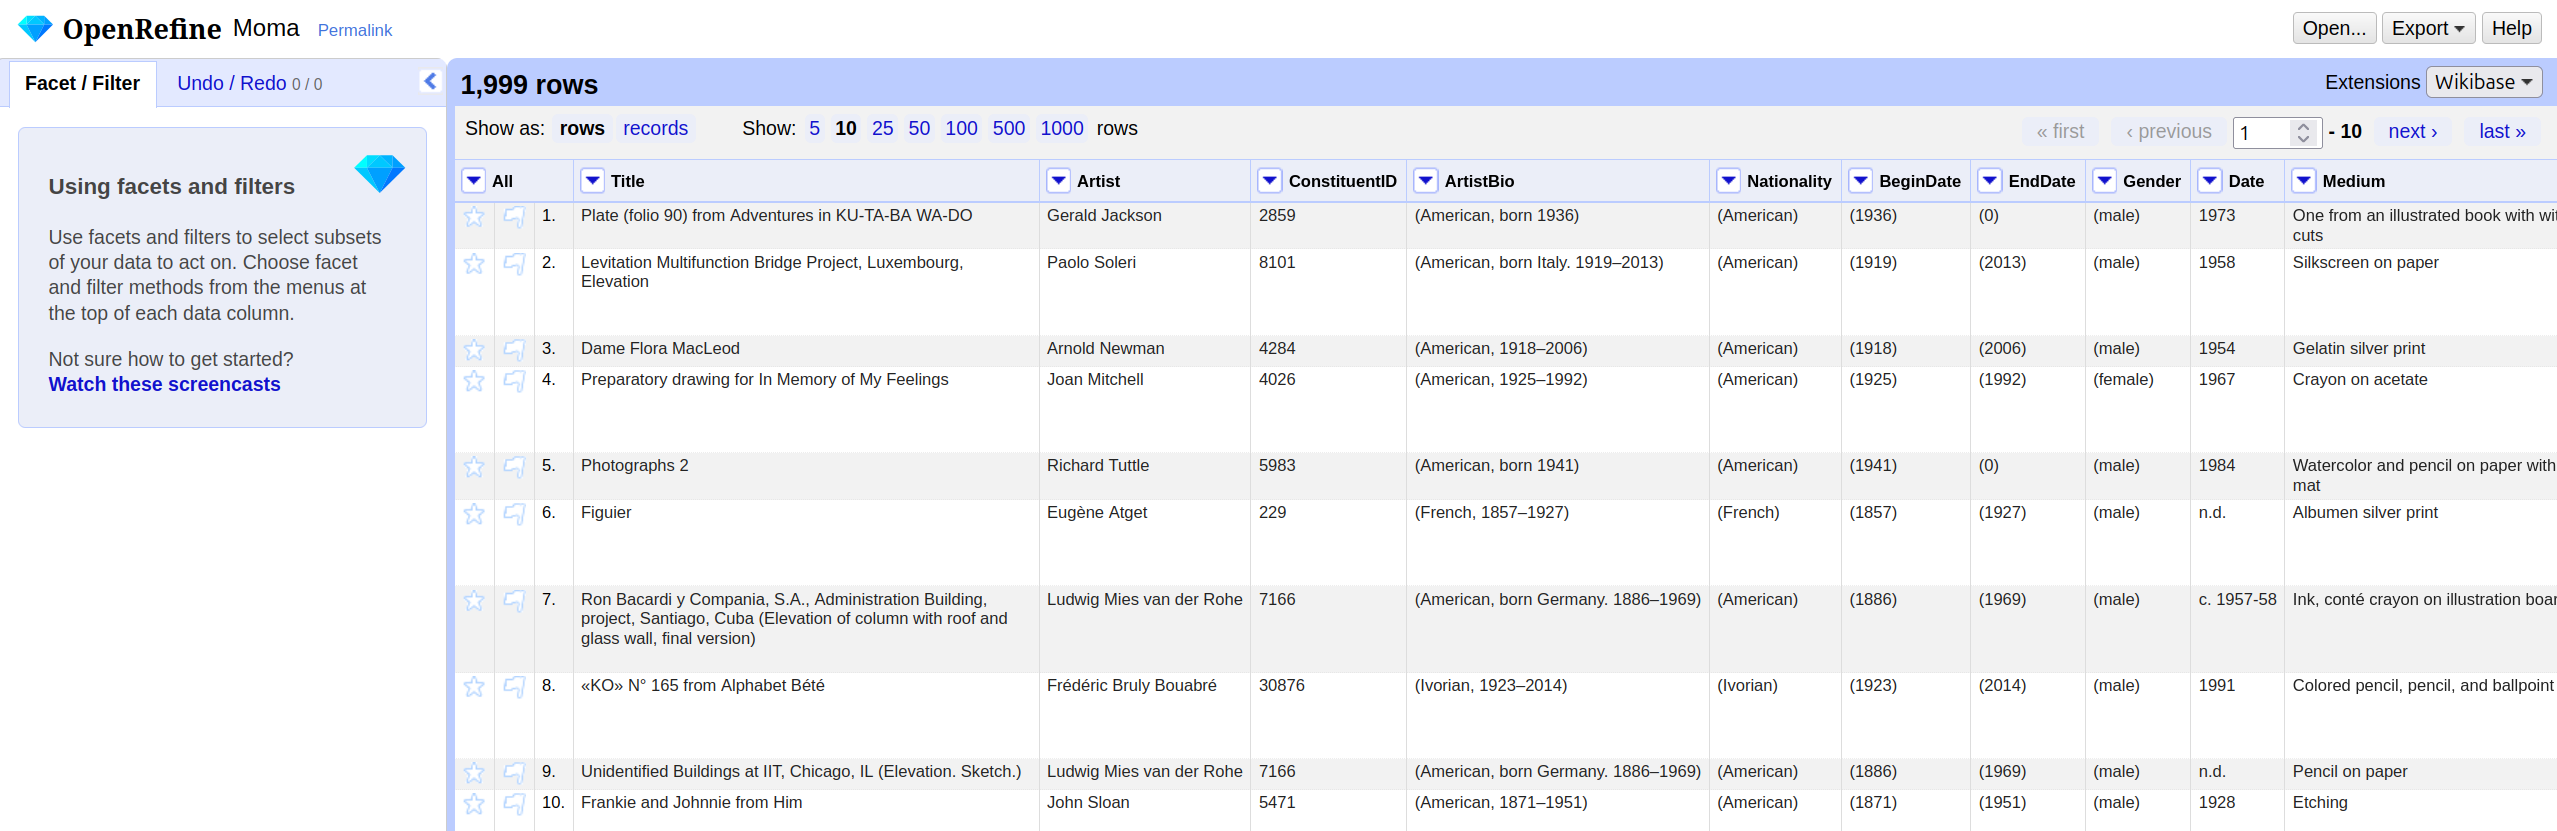 OpenRefine Moma Permalink Open... Export Help
Facet / Filter Undo / Redo 0 / 0
1,999 rows Extensions Wikibase
Show as: rows records Show: 5 10 25 50 100 500 1000 rows « first ‹ previous 1 - 10 next › last »
Using facets and filters
Use facets and filters to select subsets
of your data to act on. Choose facet
and filter methods from the menus at
the top of each data column.
Not sure how to get started?
Watch these screencasts
All Title Artist ConstituentID ArtistBio Nationality BeginDate EndDate Gender Date Medium
1. Plate (folio 90) from Adventures in KU-TA-BA WA-DO Gerald Jackson 2859 (American, born 1936) (American) (1936) (0) (male) 1973 One from an illustrated book with wit
cuts
2. Levitation Multifunction Bridge Project, Luxembourg, Paolo Soleri 8101 (American, born Italy. 1919–2013) (American) (1919) (2013) (male) 1958 Silkscreen on paper
Elevation
3. Dame Flora MacLeod Arnold Newman 4284 (American, 1918–2006) (American) (1918) (2006) (male) 1954 Gelatin silver print
4. Preparatory drawing for In Memory of My Feelings Joan Mitchell 4026 (American, 1925–1992) (American) (1925) (1992) (female) 1967 Crayon on acetate
5. Photographs 2 Richard Tuttle 5983 (American, born 1941) (American) (1941) (0) (male) 1984 Watercolor and pencil on paper with
mat
6. Figuier Eugène Atget 229 (French, 1857–1927) (French) (1857) (1927) (male) n.d. Albumen silver print
7. Ron Bacardi y Compania, S.A., Administration Building, Ludwig Mies van der Rohe 7166 (American, born Germany. 1886–1969) (American) (1886) (1969) (male) c. 1957-58 Ink, conté crayon on illustration boar
project, Santiago, Cuba (Elevation of column with roof and
glass wall, final version)
8. «KO» N° 165 from Alphabet Bété Frédéric Bruly Bouabré 30876 (Ivorian, 1923–2014) (Ivorian) (1923) (2014) (male) 1991 Colored pencil, pencil, and ballpoint
9. Unidentified Buildings at IIT, Chicago, IL (Elevation. Sketch.) Ludwig Mies van der Rohe 7166 (American, born Germany. 1886–1969) (American) (1886) (1969) (male) n.d. Pencil on paper
10. Frankie and Johnnie from Him John Sloan 5471 (American, 1871–1951) (American) (1871) (1951) (male) 1928 Etching